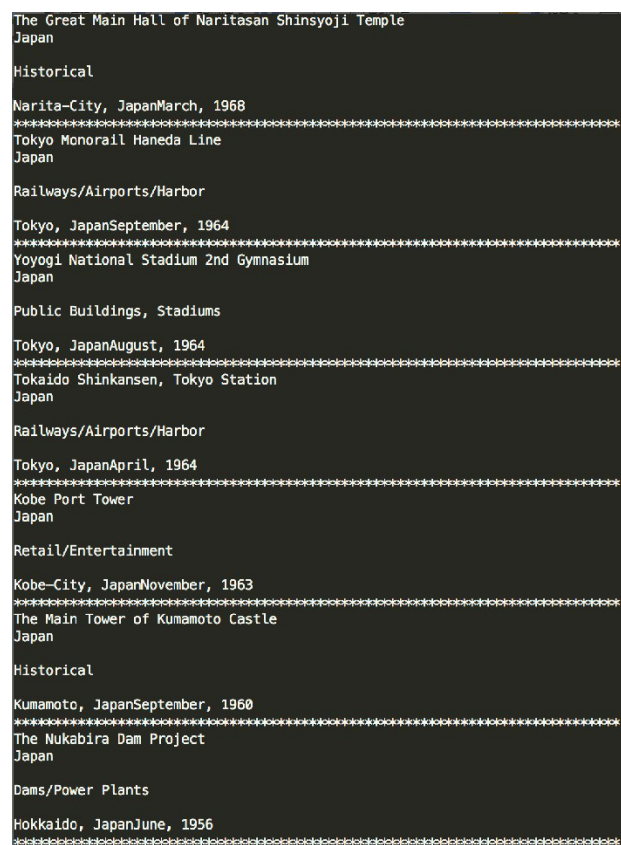 The Great Main Hall of Naritasan Shinsyoji Temple
Japan
Historical
Narita-City, JapanMarch, 1968
****************************************************************************
Tokyo Monorail Haneda Line
Japan
Railways/Airports/Harbor
Tokyo, JapanSeptember, 1964
****************************************************************************
Yoyogi National Stadium 2nd Gymnasium
Japan
Public Buildings, Stadiums
Tokyo, JapanAugust, 1964
****************************************************************************
Tokaido Shinkansen, Tokyo Station
Japan
Railways/Airports/Harbor
Tokyo, JapanApril, 1964
****************************************************************************
Kobe Port Tower
Japan
Retail/Entertainment
Kobe–City, JapanNovember, 1963
****************************************************************************
The Main Tower of Kumamoto Castle
Japan
Historical
Kumamoto, JapanSeptember, 1960
****************************************************************************
The Nukabira Dam Project
Japan
Dams/Power Plants
Hokkaido, JapanJune, 1956
****************************************************************************